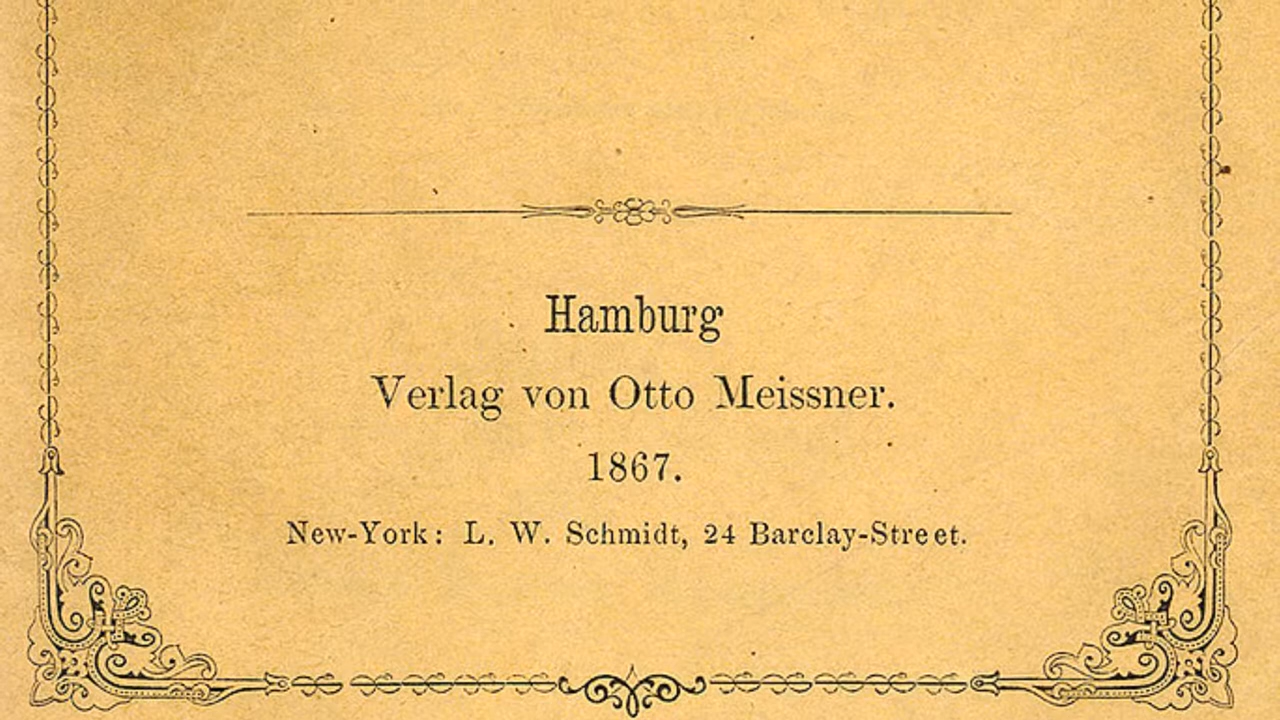 Hamburg
Verlag von Otto Meissner.
1867.
New-York: L. W. Schmidt, 24 Barclay-Street.